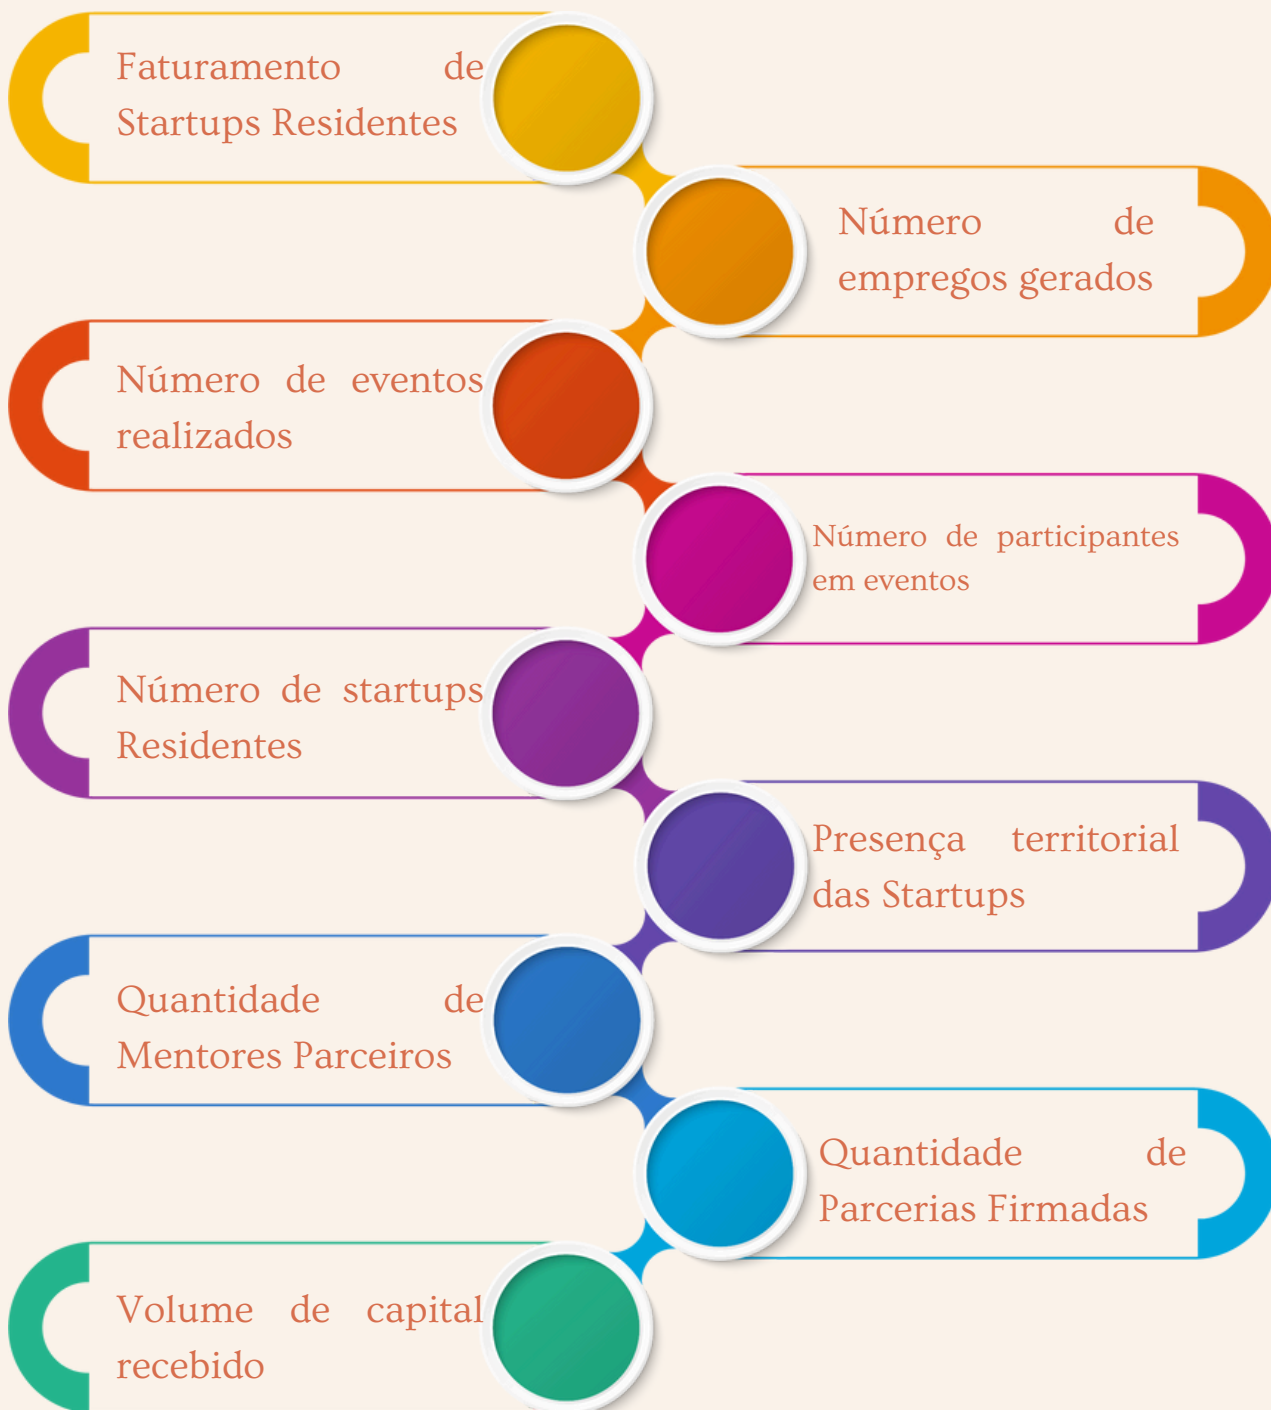 Faturamento de
Startups Residentes
Número de
empregos gerados
Número de eventos
realizados
Número de participantes
em eventos
Número de startups
Residentes
Presença territorial
das Startups
Quantidade de
Mentores Parceiros
Quantidade de
Parcerias Firmadas
Volume de capital
recebido